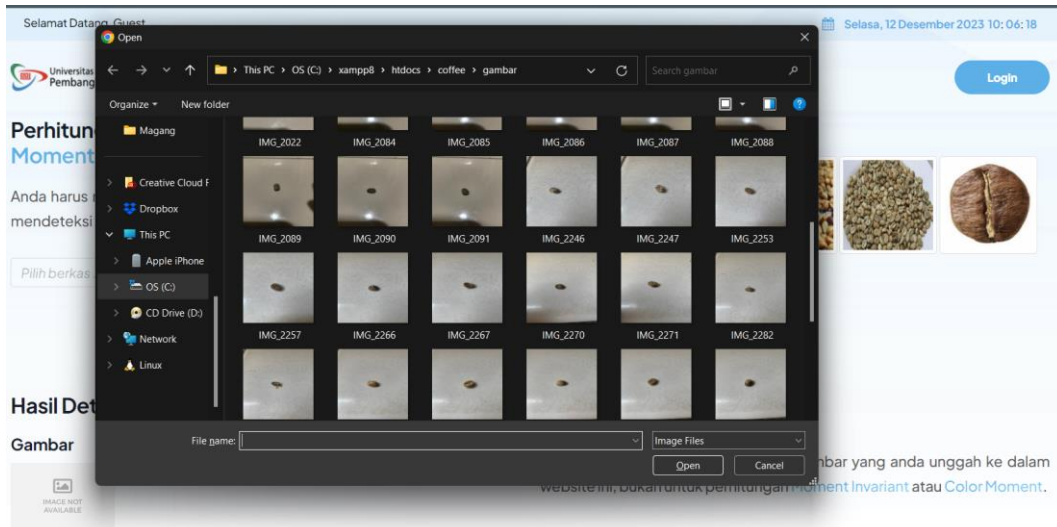 Selamat Datang, Guest
Selasa, 12 Desember 2023 10: 06: 18
Open
Universitas
Pembang
This PC > OS (C:) > xampp8 > htdocs > coffee > gambar
Search gambar
Login
Organize
New folder
Perhitun
Moment
Anda harus
mendeteksi
Pilih berkas
Magang
Creative Cloud F
Dropbox
This PC
Apple iPhone
OS (C:)
CD Drive (D:)
Network
Linux
IMG_2022 IMG_2084 IMG_2085 IMG_2086 IMG_2087 IMG_2088
IMG_2089 IMG_2090 IMG_2091 IMG_2246 IMG_2247 IMG_2253
IMG_2257 IMG_2266 IMG_2267 IMG_2270 IMG_2271 IMG_2282
Hasil Det
Gambar
IMAGE NOT
AVAILABLE
File name:
Image Files
Open
Cancel
mbar yang anda unggah ke dalam
website ini, bukan untuk perhitungan Moment Invariant atau Color Moment.